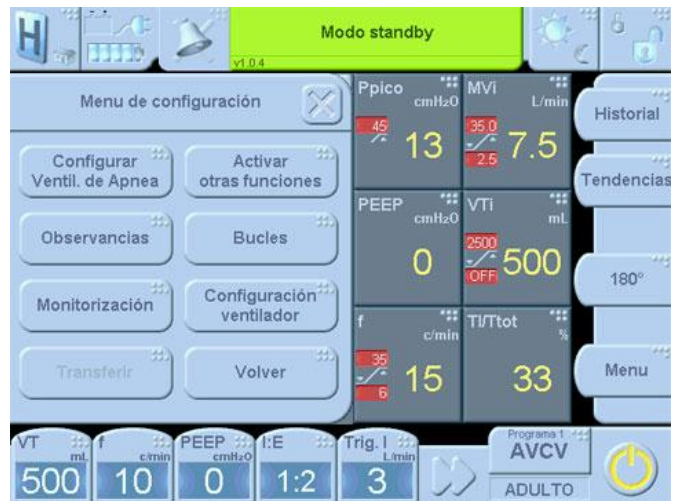 H
Modo standby
v1.0.4
Menu de configuración
Configurar
Ventil. de Apnea
Activar
otras funciones
Observancias
Bucles
Monitorización
Configuración
ventilador
Transferir
Volver
Ppico
cmH2O
45
13
MVi
L/min
35.0
2.5
7.5
PEEP
cmH2O
0
VTi
mL
2500
OFF
500
f
c/min
35
6
15
TI/Ttot
%
33
Historial
Tendencias
180°
Menu
VT
mL
500
f
c/min
10
PEEP
cmH2O
0
I:E
1:2
Trig. I
L/min
3
Programa 1
AVCV
ADULTO